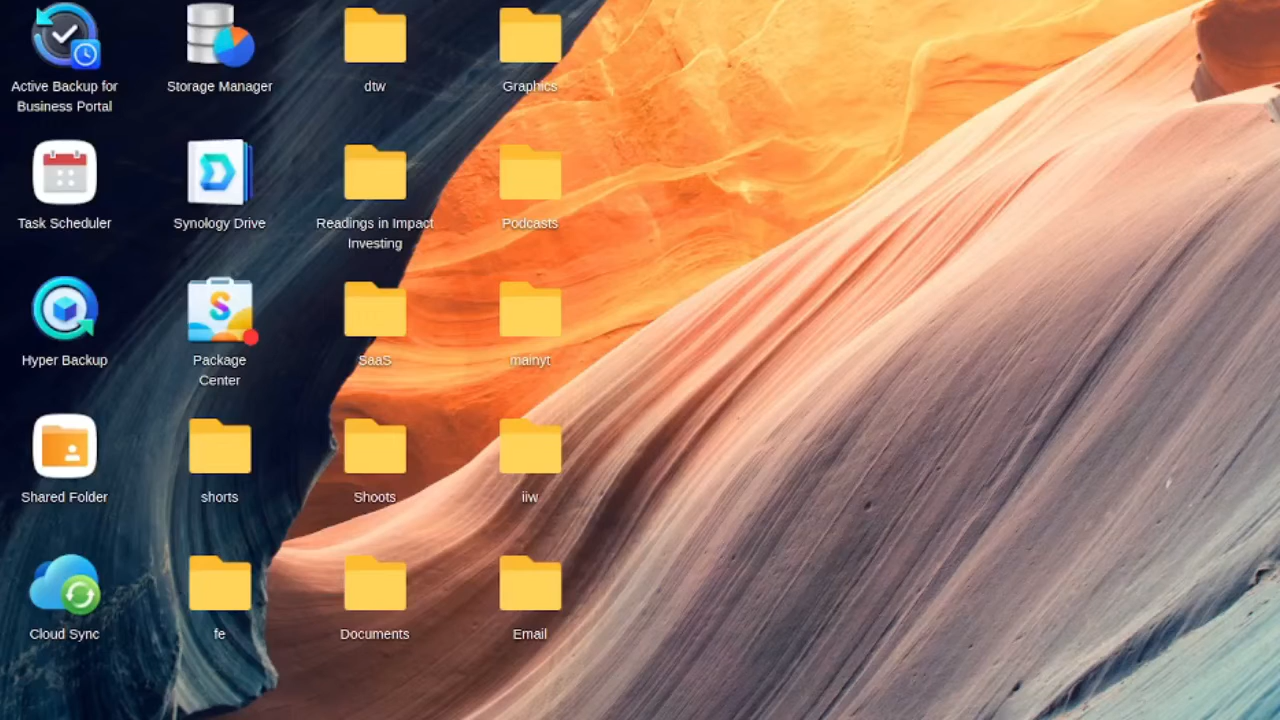 Active Backup for
Business Portal
Storage Manager
dtw
Graphics
Task Scheduler
Synology Drive
Readings in Impact
Investing
Podcasts
Hyper Backup
Package
Center
SaaS
mainyt
Shared Folder
shorts
Shoots
iiw
Cloud Sync
fe
Documents
Email